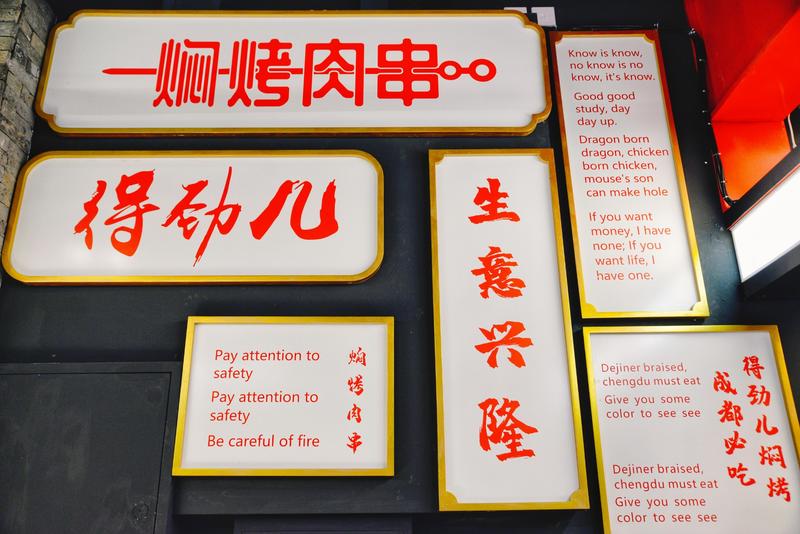 焖烤肉串
得劲儿
Pay attention to
safety
Pay attention to
safety
Be careful of fire
焖烤肉串
生意兴隆
Know is know,
no know is no
know, it's know.
Good good
study, day
day up.
Dragon born
dragon, chicken
born chicken,
mouse's son
can make hole
If you want
money, I have
none; If you
want life, I
have one.
Dejiner braised,
chengdu must eat
Give you some
color to see see
Dejiner braised,
chengdu must eat
Give you some
color to see see
得劲儿焖烤
成都必吃